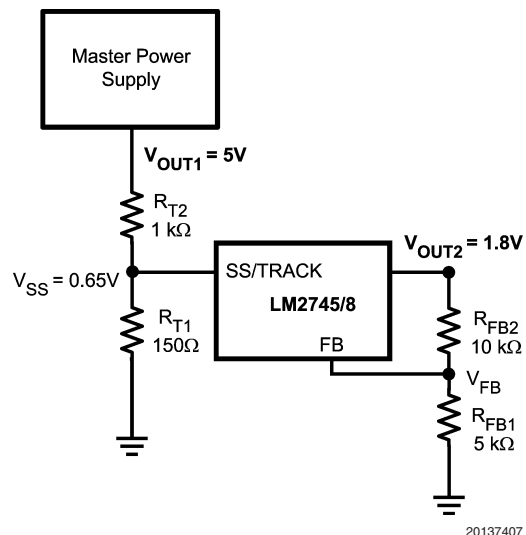 Master Power
Supply
VOUT1 = 5V
RT2
1 kΩ
VOUT2 = 1.8V
VSS = 0.65V
SS/TRACK
LM2745/8
RT1
150Ω
FB
RFB2
10 kΩ
VFB
RFB1
5 kΩ
20137407